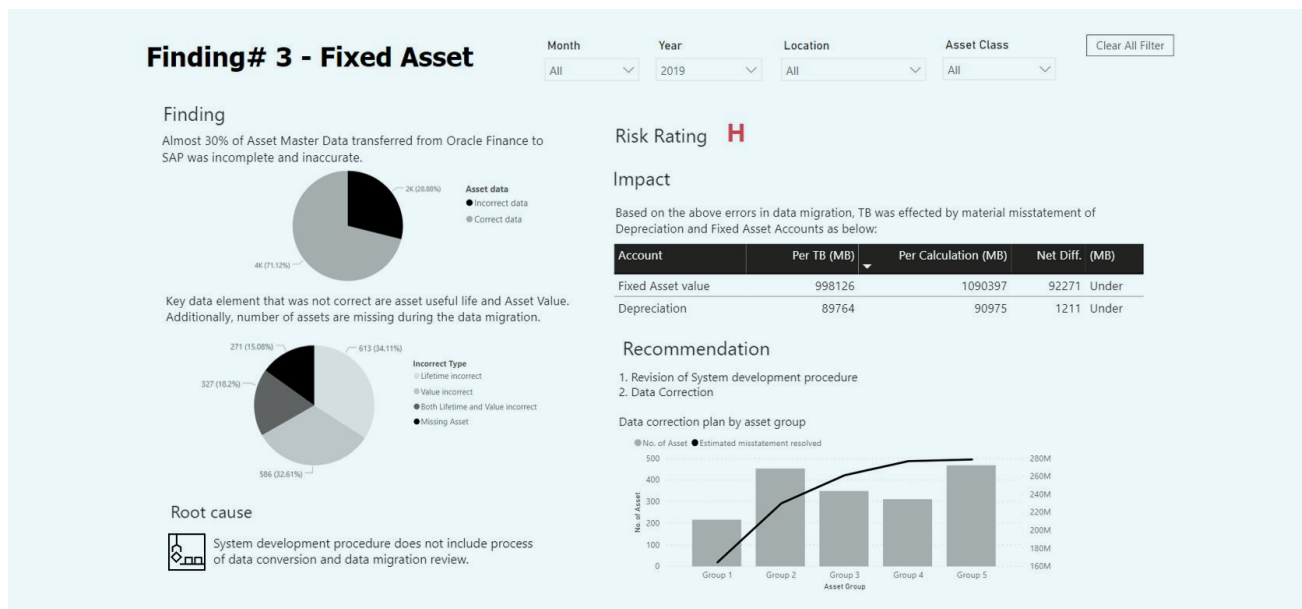 Finding# 3 - Fixed Asset
Month
All
Year
2019
Location
All
Asset Class
All
Clear All Filter
Finding
Almost 30% of Asset Master Data transferred from Oracle Finance to
SAP was incomplete and inaccurate.
2K (28.88%)
4K (71.12%)
Asset data
Incorrect data
Correct data
Key data element that was not correct are asset useful life and Asset Value.
Additionally, number of assets are missing during the data migration.
271 (15.08%)
613 (34.11%)
327 (18.2%)
586 (32.61%)
Incorrect Type
Lifetime incorrect
Value incorrect
Both Lifetime and Value incorrect
Missing Asset
Root cause
System development procedure does not include process
of data conversion and data migration review.
Risk Rating H
Impact
Based on the above errors in data migration, TB was effected by material misstatement of
Depreciation and Fixed Asset Accounts as below:
Account Per TB (MB) Per Calculation (MB) Net Diff. (MB)
Fixed Asset value 998126 1090397 92271 Under
Depreciation 89764 90975 1211 Under
Recommendation
1. Revision of System development procedure
2. Data Correction
Data correction plan by asset group
No. of Asset Estimated misstatement resolved
No. of Asset
500
400
300
200
100
0
280M
260M
240M
220M
200M
180M
160M
Group 1 Group 2 Group 3 Group 4 Group 5
Asset Group